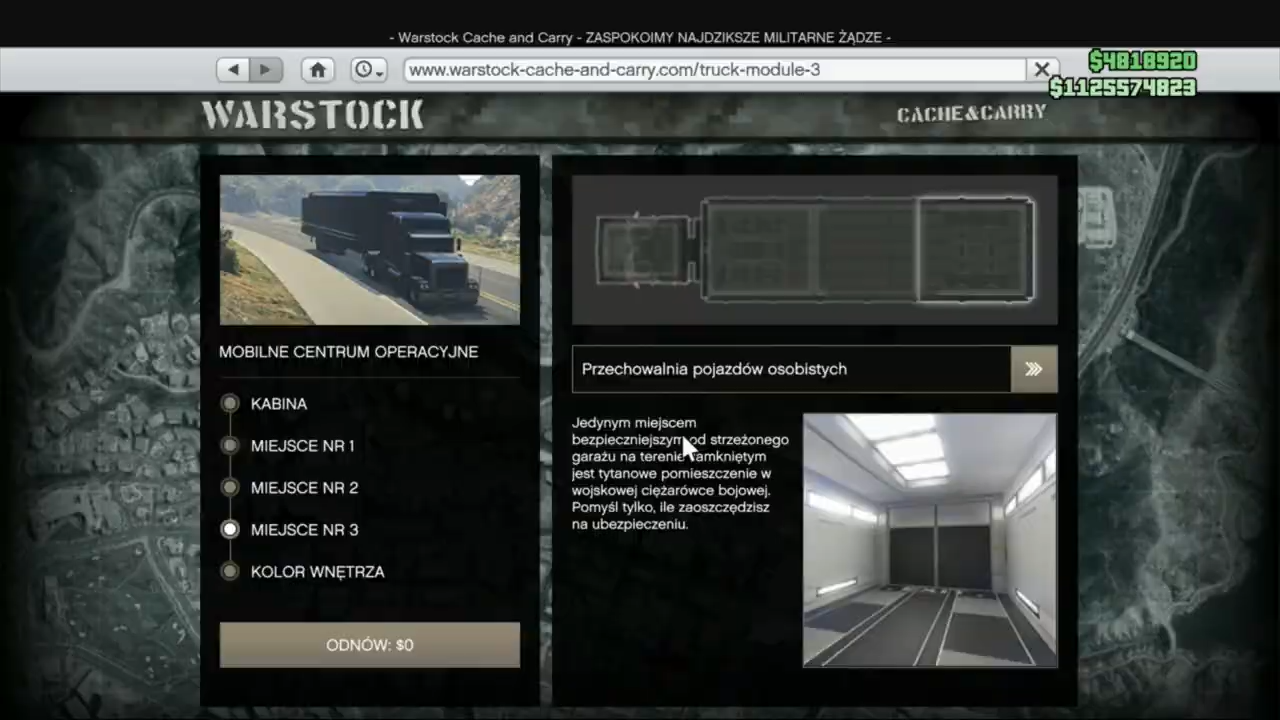 - Warstock Cache and Carry - ZASPOKOIMY NAJDZIKSZE MILITARNE ŻĄDZE -
www.warstock-cache-and-carry.com/truck-module-3
$4018920
$1125574823
WARSTOCK
CACHE&CARRY
MOBILNE CENTRUM OPERACYJNE
KABINA
MIEJSCE NR 1
MIEJSCE NR 2
MIEJSCE NR 3
KOLOR WNĘTRZA
ODNÓW: $0
Przechowalnia pojazdów osobistych
Jedynym miejscem
bezpieczniejszym od strzeżonego
garażu na terenie zamkniętym
jest tytanowe pomieszczenie w
wojskowej ciężarówce bojowej.
Pomyśl tylko, ile zaoszczędzisz
na ubezpieczeniu.